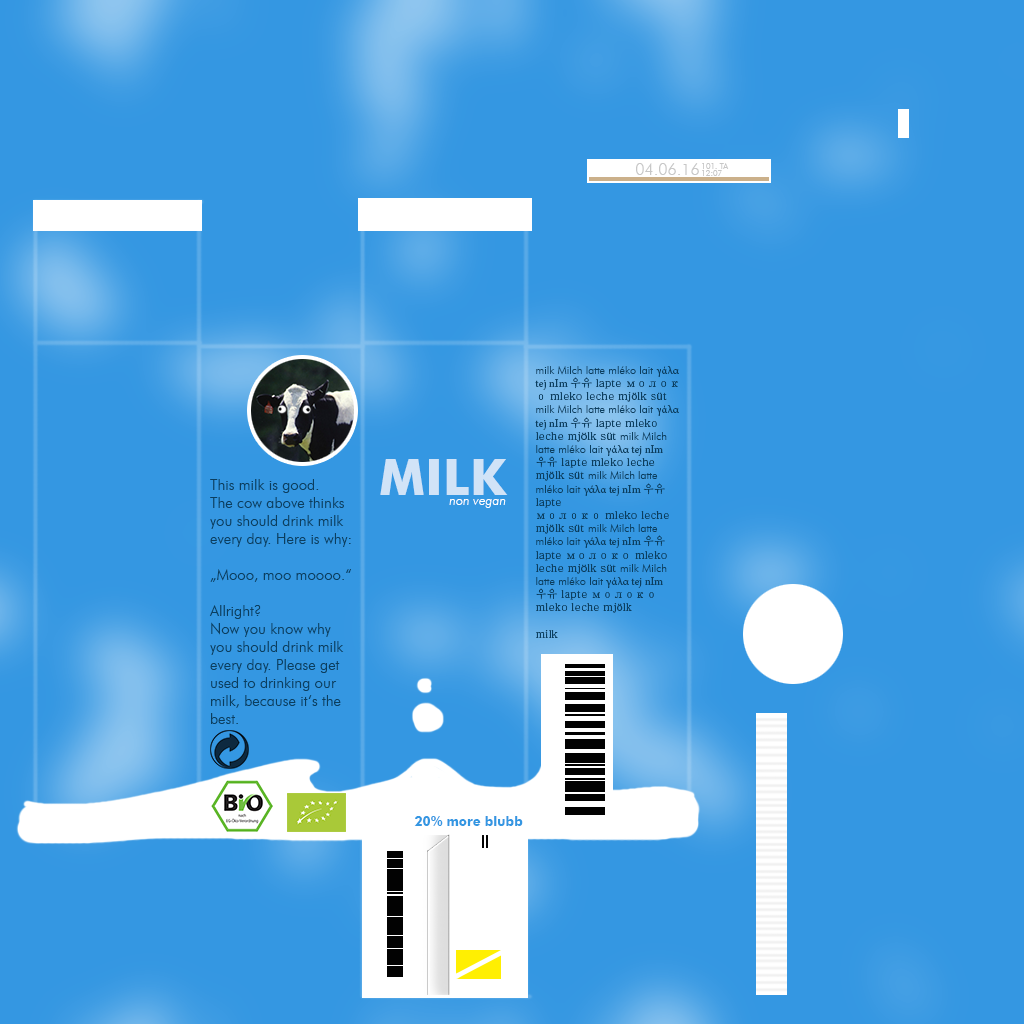 04.06.16 101. TA
12:07
This milk is good.
The cow above thinks
you should drink milk
every day. Here is why:
„Mooo, moo moooo.“
Allright?
Now you know why
you should drink milk
every day. Please get
used to drinking our
milk, because it’s the
best.
BiO
nach
EG-Öko-Verordnung
MILK
non vegan
20% more blubb
milk Milch latte mléko lait γάλα
tej nIm 우유 lapte м о л о к
о mleko leche mjölk süt
milk Milch latte mléko lait γάλα
tej nIm 우유 lapte mleko
leche mjölk süt milk Milch
latte mléko lait γάλα tej nIm
우유 lapte mleko leche
mjölk süt milk Milch latte
mléko lait γάλα tej nIm 우유
lapte
м о л о к о mleko leche
mjölk süt milk Milch latte
mléko lait γάλα tej nIm 우유
lapte м о л о к о mleko
leche mjölk süt milk Milch
latte mléko lait γάλα tej nIm
우유 lapte м о л о к о
mleko leche mjölk
milk